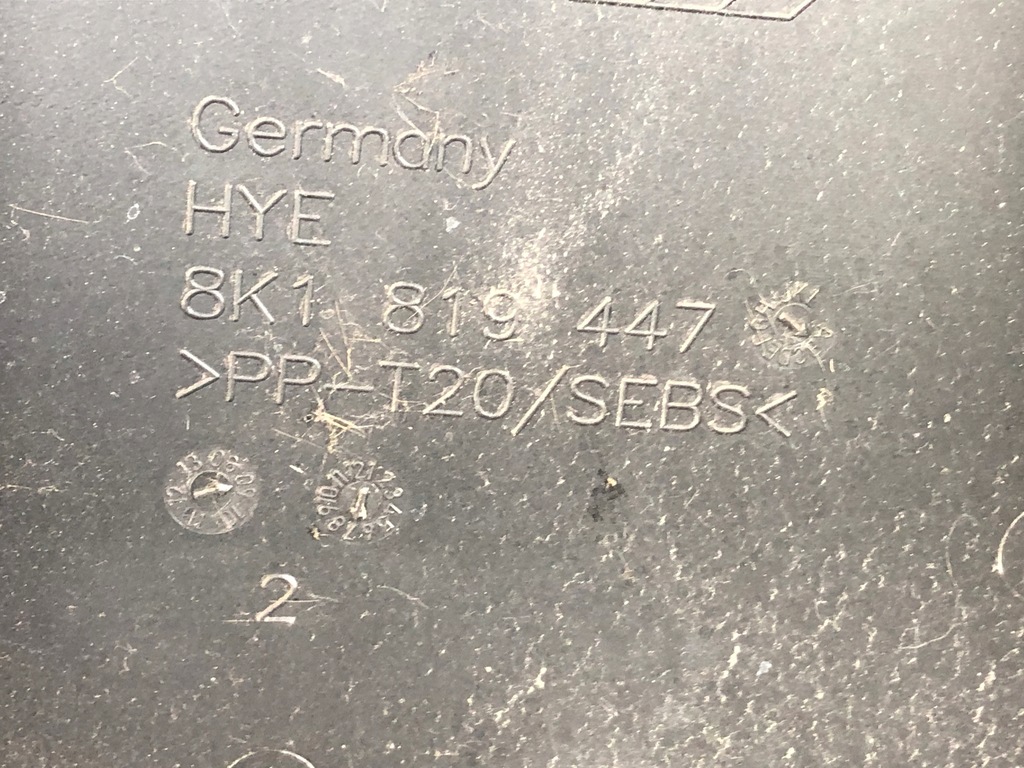 Germany
HYE
8K1 819 447
>PP-T20/SEBS<
2